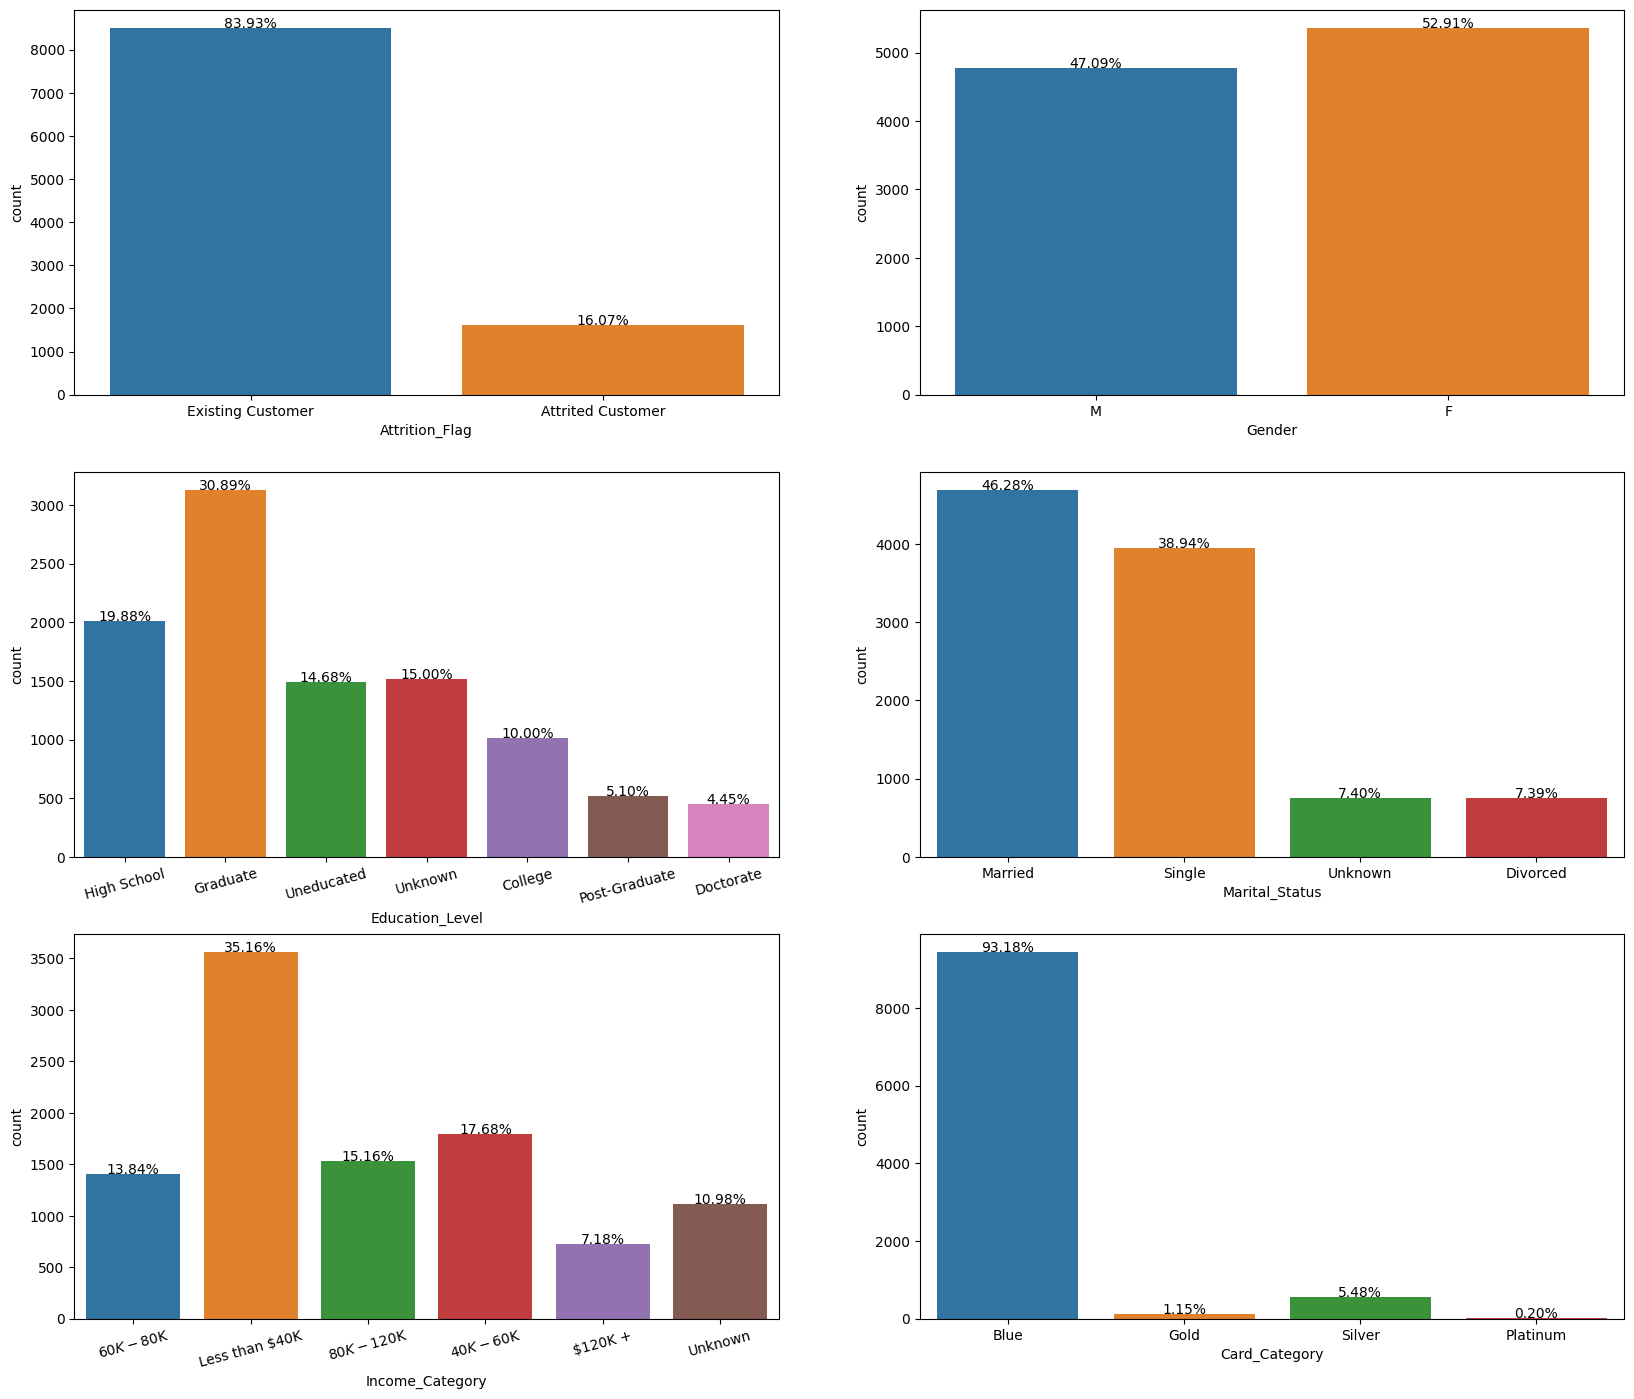 83.93%
8000
7000
6000
5000
4000
3000
2000
1000
0
count
16.07%
Existing Customer
Attrited Customer
Attrition_Flag
52.91%
47.09%
5000
4000
3000
2000
1000
0
count
M
F
Gender
30.89%
3000
2500
2000
1500
1000
500
0
count
19.88%
14.68%
15.00%
10.00%
5.10%
4.45%
High School
Graduate
Uneducated
Unknown
College
Post-Graduate
Doctorate
Education_Level
46.28%
38.94%
4000
3000
2000
1000
0
count
7.40%
7.39%
Married
Single
Unknown
Divorced
Marital_Status
35.16%
3500
3000
2500
2000
1500
1000
500
0
count
13.84%
15.16%
17.68%
7.18%
10.98%
60K − 80K
Less than $40K
80K − 120K
40K − 60K
$120K +
Unknown
Income_Category
93.18%
8000
6000
4000
2000
0
count
1.15%
5.48%
0.20%
Blue
Gold
Silver
Platinum
Card_Category